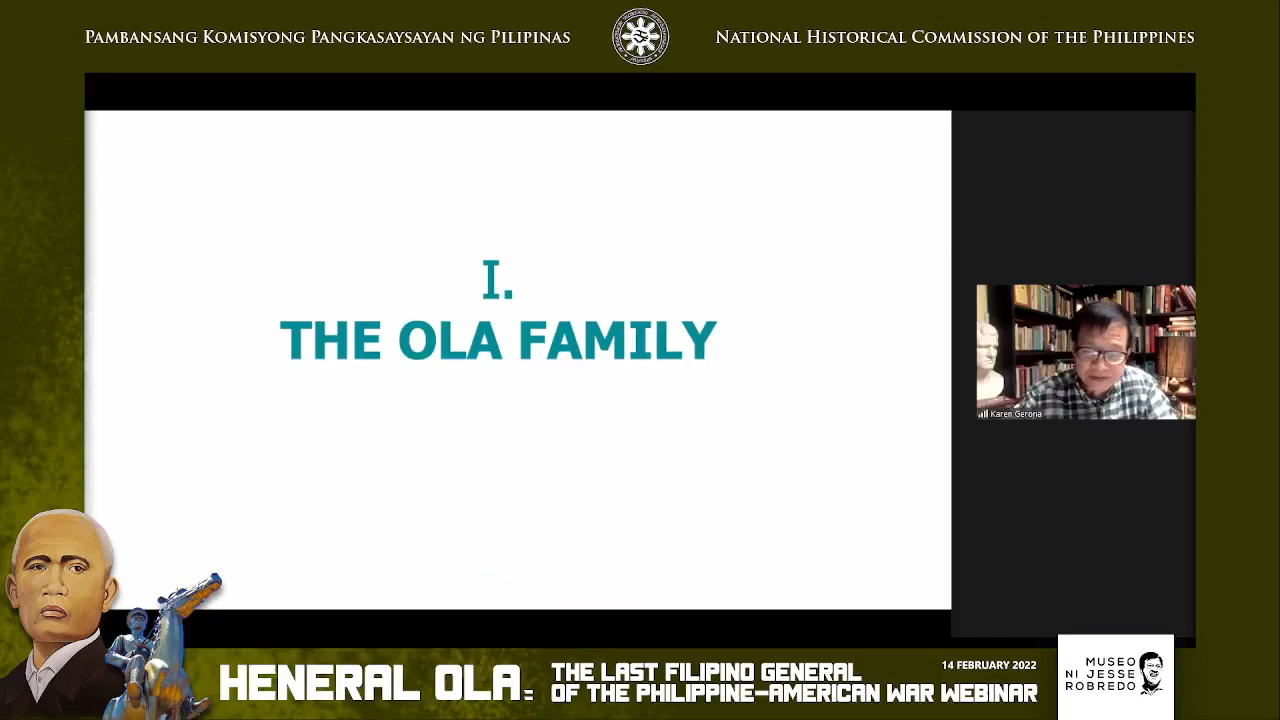 PAMBANSANG KOMISYONG PANGKASAYSAYAN NG PILIPINAS
NATIONAL HISTORICAL COMMISSION OF THE PHILIPPINES
I.
THE OLA FAMILY
Karen Gerona
HENERAL OLA:
THE LAST FILIPINO GENERAL
OF THE PHILIPPINE-AMERICAN WAR WEBINAR
14 FEBRUARY 2022
MUSEO
NI JESSE
ROBREDO